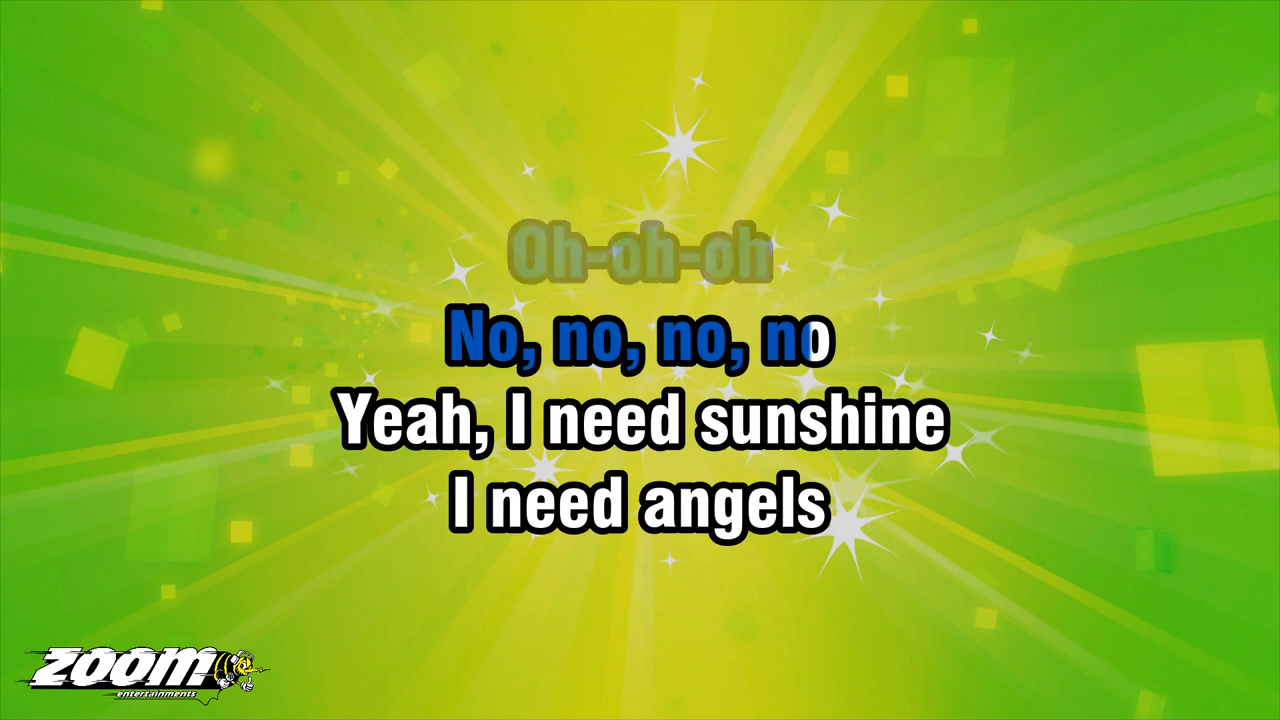 Oh-oh-oh
No, no, no, no
Yeah, I need sunshine
I need angels
zoom
entertainments